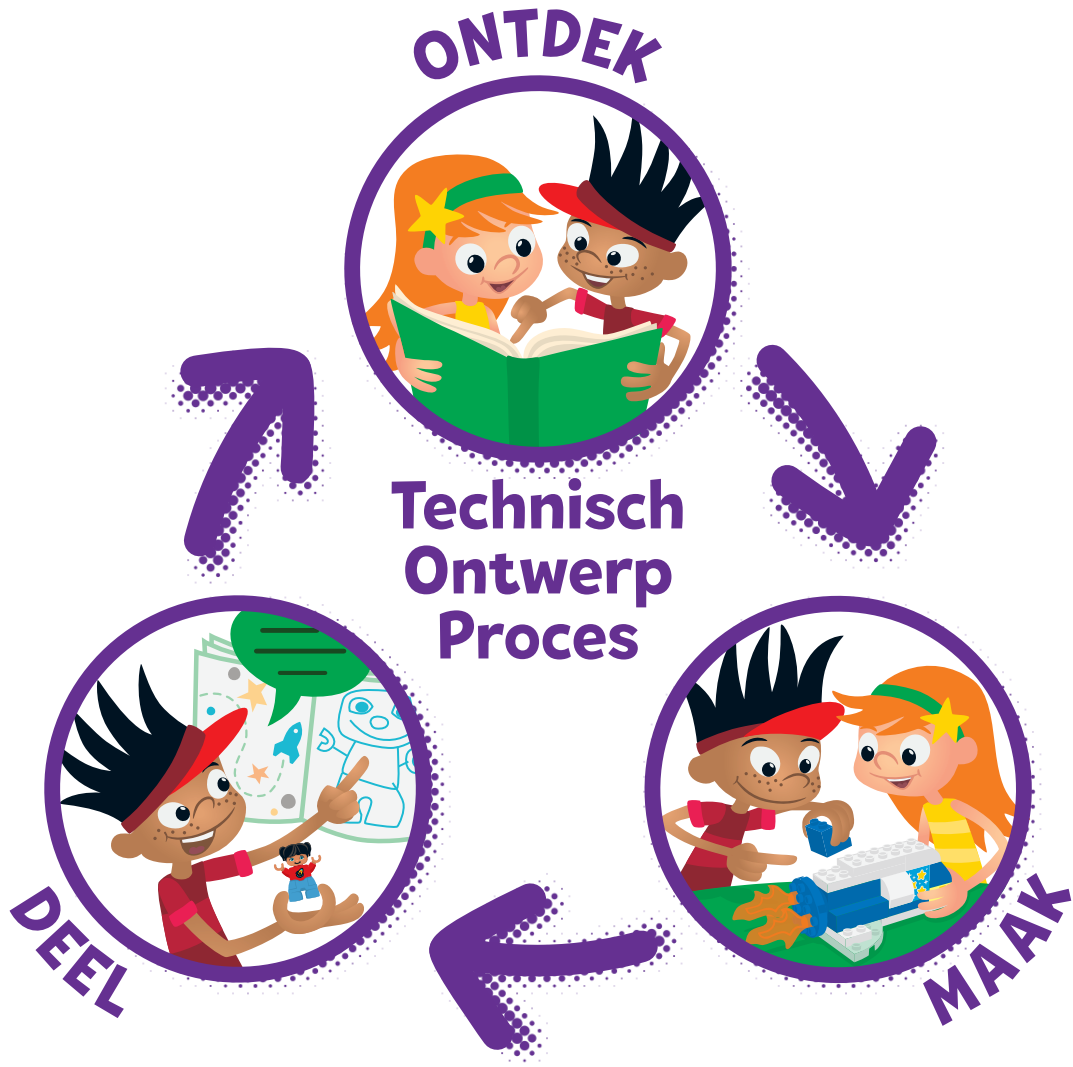 ONTDEK
Technisch
Ontwerp
Proces
DEEL
MAAK